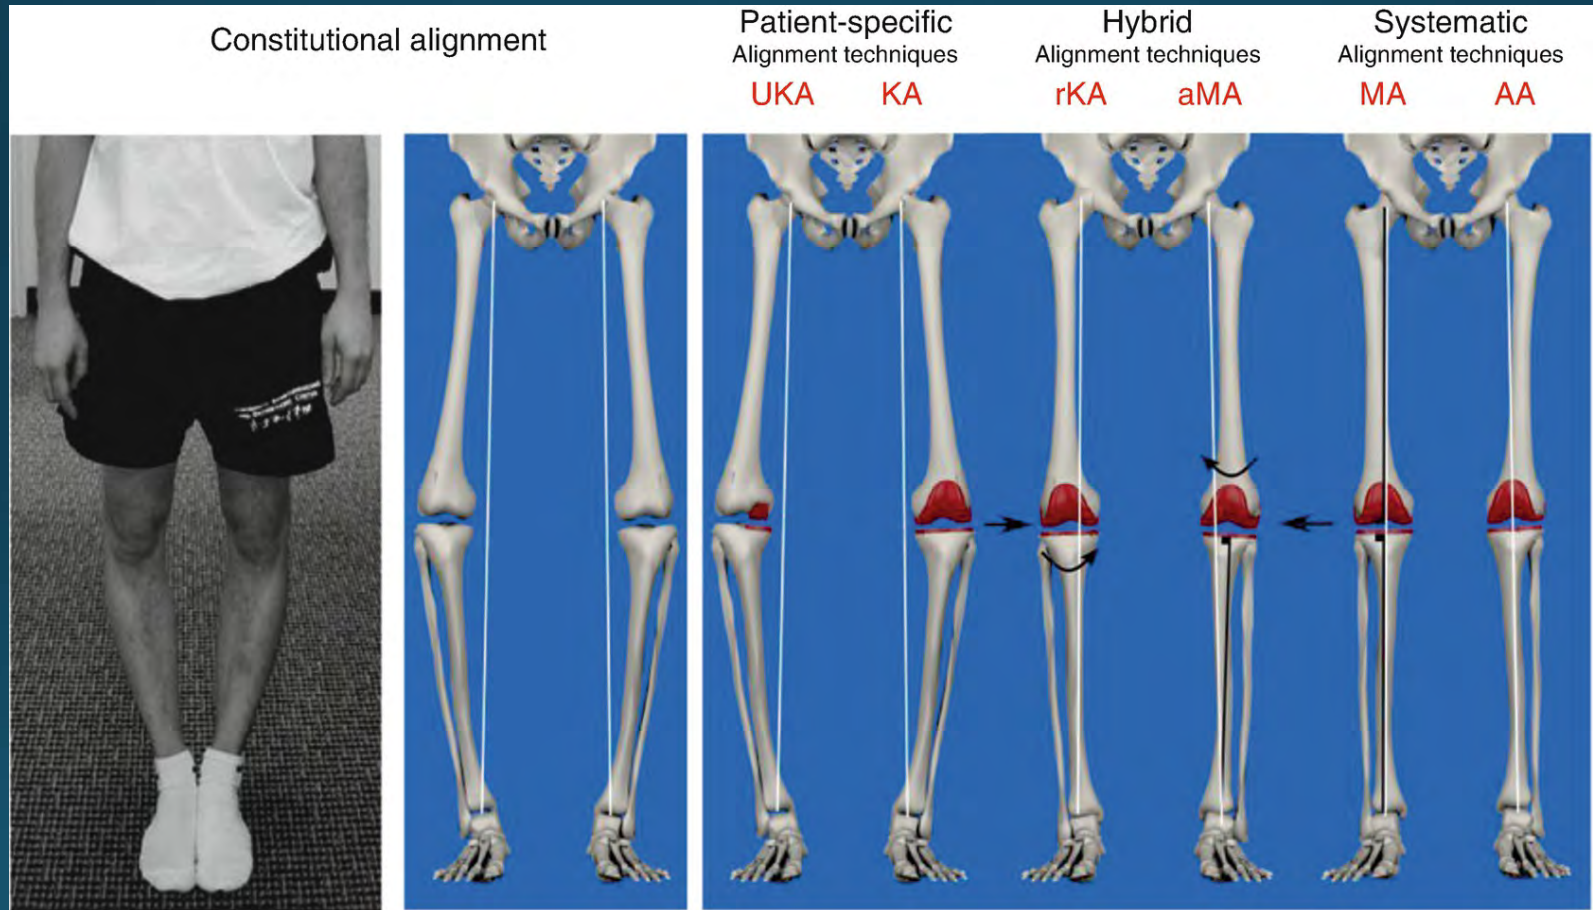 Constitutional alignment
Patient-specific
Alignment techniques
UKA KA
Hybrid
Alignment techniques
rKA aMA
Systematic
Alignment techniques
MA AA